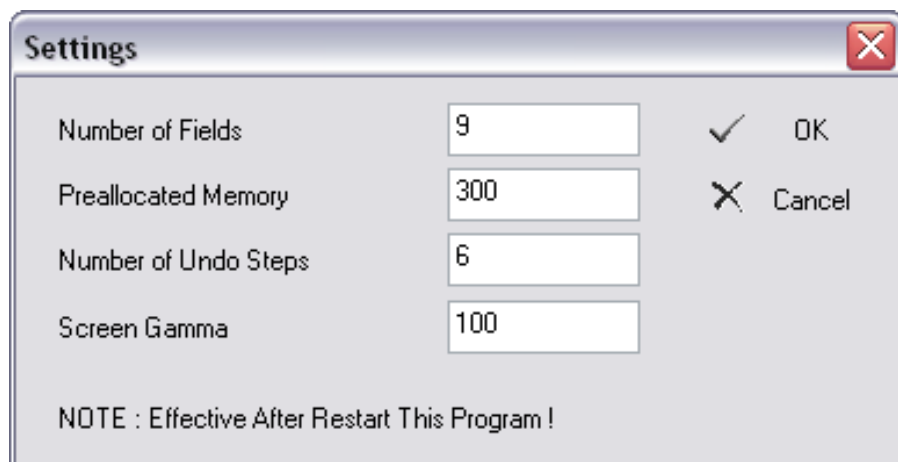 Settings
Number of Fields 9 OK
Preallocated Memory 300 Cancel
Number of Undo Steps 6
Screen Gamma 100
NOTE : Effective After Restart This Program !